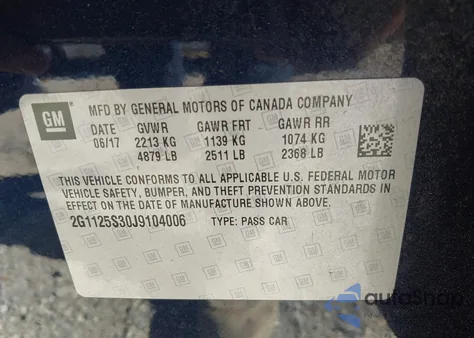 GM
MFD BY GENERAL MOTORS OF CANADA COMPANY
DATE GVWR GAWR FRT GAWR RR
06/17 2213 KG 1139 KG 1074 KG
4879 LB 2511 LB 2368 LB
THIS VEHICLE CONFORMS TO ALL APPLICABLE U.S. FEDERAL MOTOR
VEHICLE SAFETY, BUMPER, AND THEFT PREVENTION STANDARDS IN
EFFECT ON THE DATE OF MANUFACTURE SHOWN ABOVE.
2G1125S30J9104006 TYPE: PASS CAR
autoShop